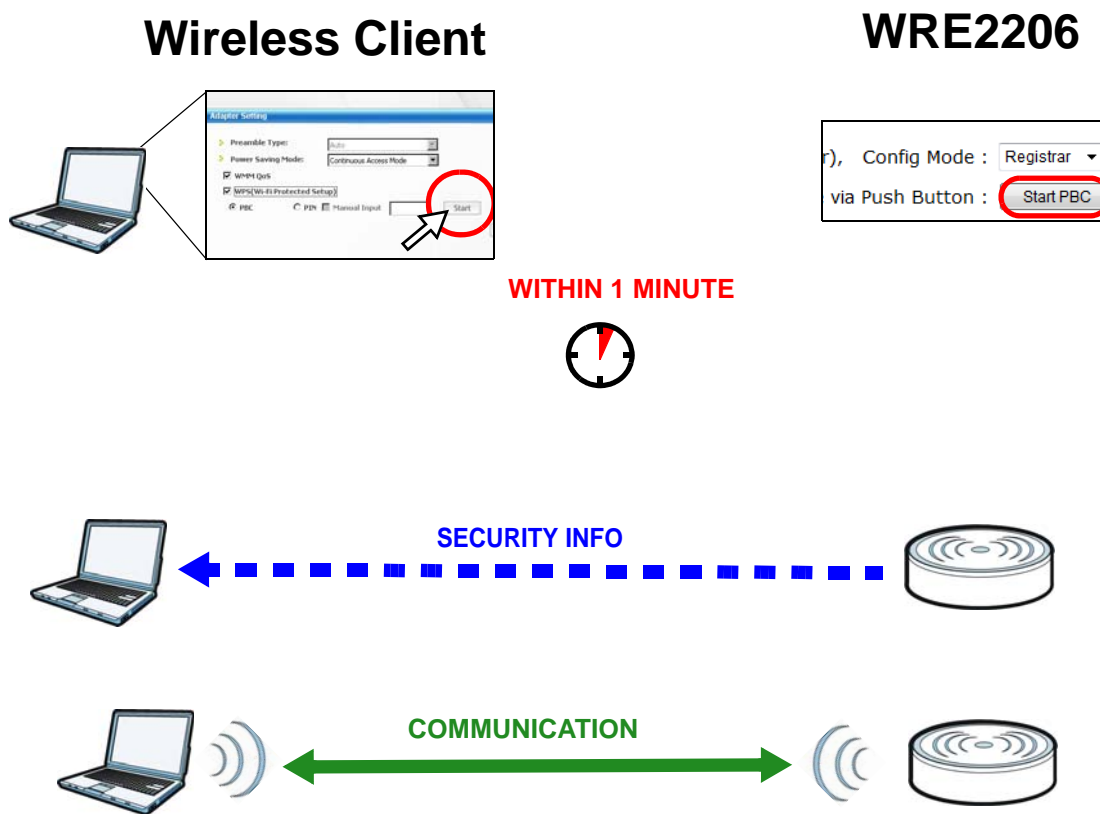 Wireless Client
WRE2206
Adapter Setting
Preamble Type: Auto
Power Saving Mode: Continuous Access Mode
WMM QoS
WPS(Wi-Fi Protected Setup)
PBC PIN Manual Input Start
r), Config Mode : Registrar
via Push Button : Start PBC
WITHIN 1 MINUTE
SECURITY INFO
COMMUNICATION